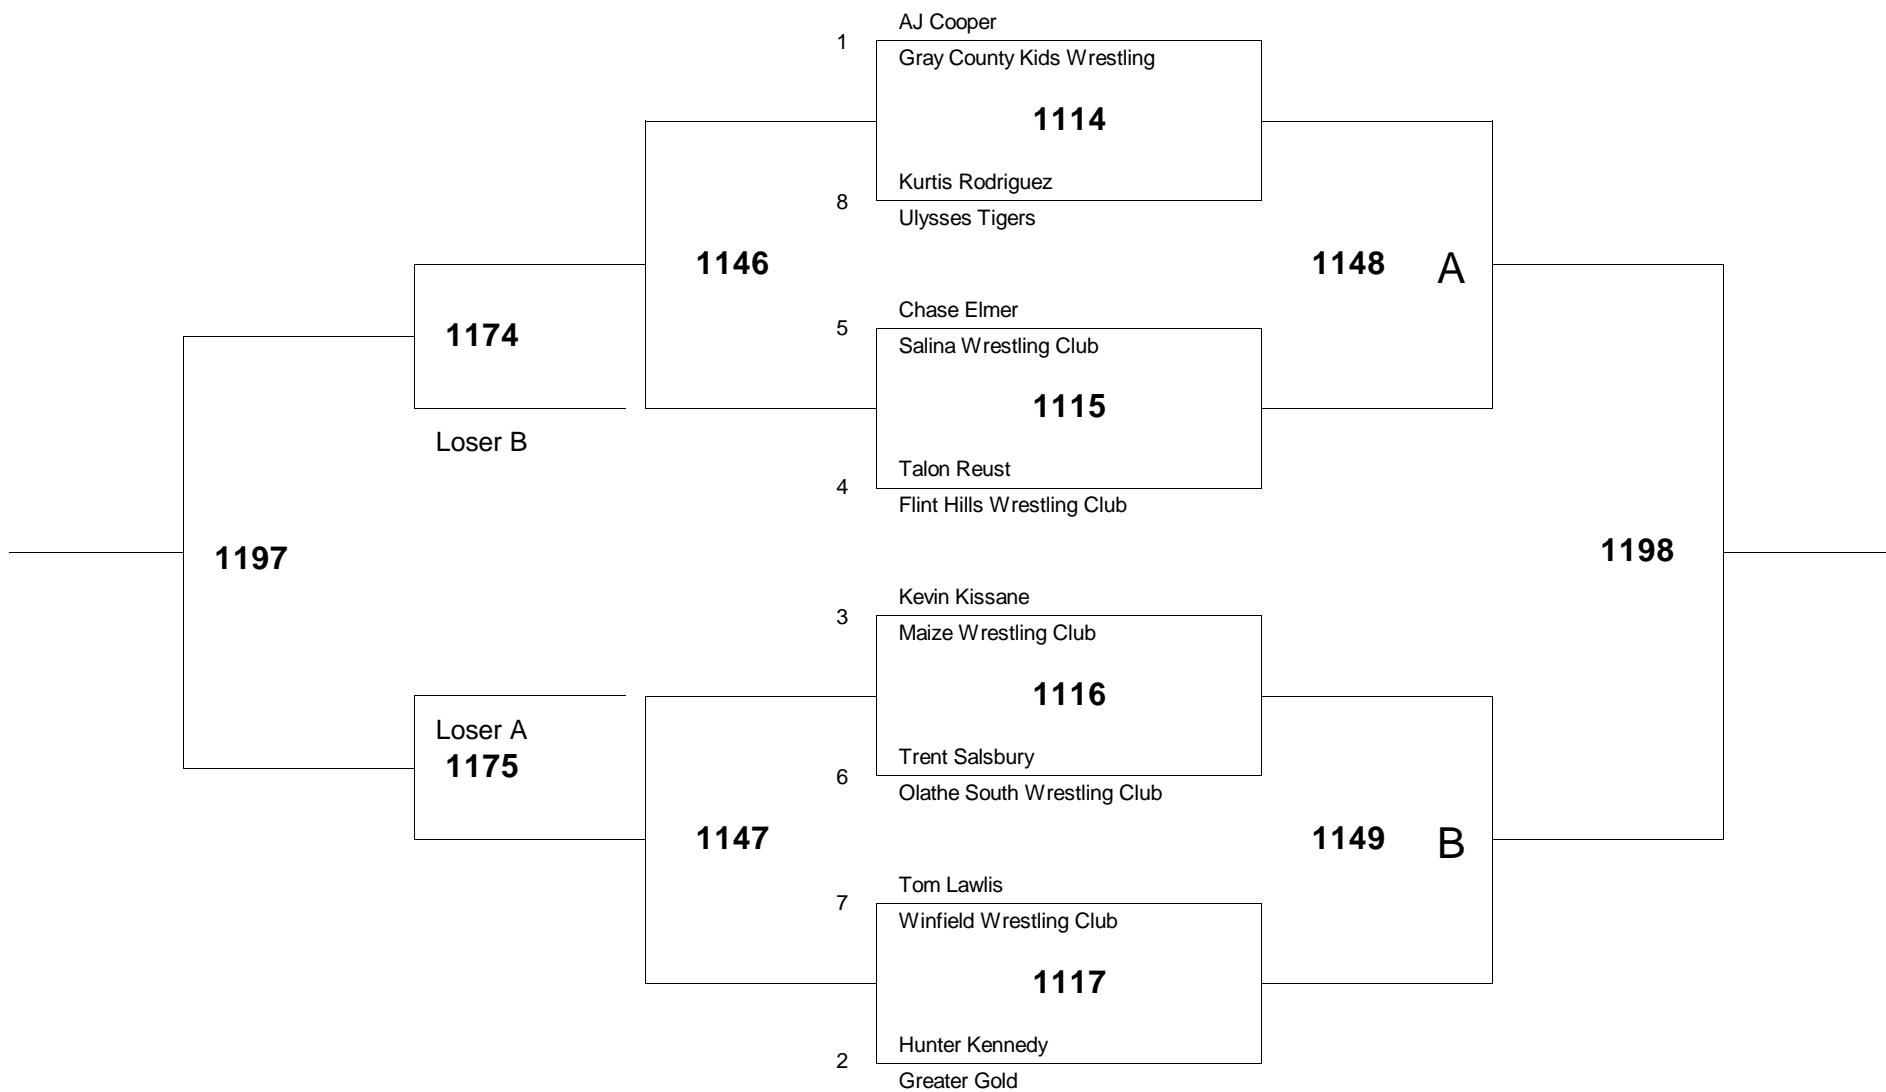 AJ Cooper
1
Gray County Kids Wrestling
1114
Kurtis Rodriguez
8
Ulysses Tigers
1146
1148 A
Chase Elmer
5
Salina Wrestling Club
1174
1115
Loser B
Talon Reust
4
Flint Hills Wrestling Club
1197
1198
Kevin Kissane
3
Maize Wrestling Club
1116
Loser A
1175
Trent Salsbury
6
Olathe South Wrestling Club
1147
1149 B
Tom Lawlis
7
Winfield Wrestling Club
1117
Hunter Kennedy
2
Greater Gold